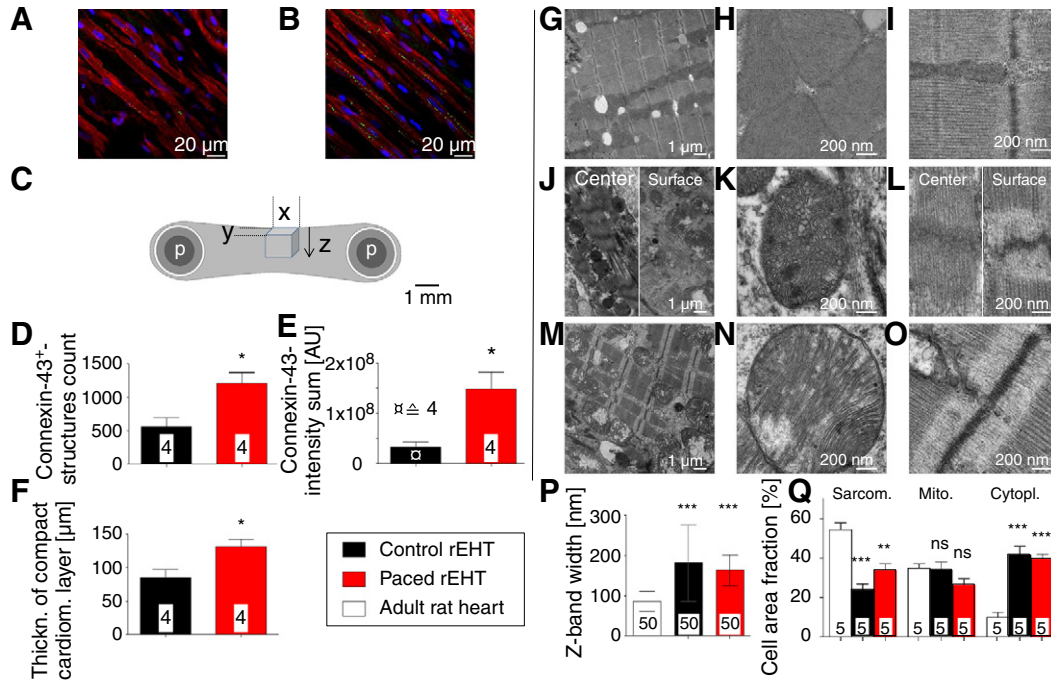 A
20 µm
B
20 µm
C
x
y
z
p
p
1 mm
D
Connexin-43⁺-
structures count
1500
1000
500
0
*
4
4
E
Connexin-43-
intensity sum [AU]
2x10⁸
1x10⁸
0
¤ ≙ 4
*
¤
4
F
Thickn. of compact
cardiom. layer [µm]
150
100
50
0
*
4
4
Control rEHT
Paced rEHT
Adult rat heart
G
1 µm
H
200 nm
I
200 nm
J
Center
Surface
1 µm
K
200 nm
L
Center
Surface
200 nm
M
1 µm
N
200 nm
O
200 nm
P
Z-band width [nm]
300
200
100
0
***
***
50
50
50
Q
Cell area fraction [%]
60
40
20
0
Sarcom.
Mito.
Cytopl.
***
**
ns
ns
***
***
5
5
5
5
5
5
5
5
5